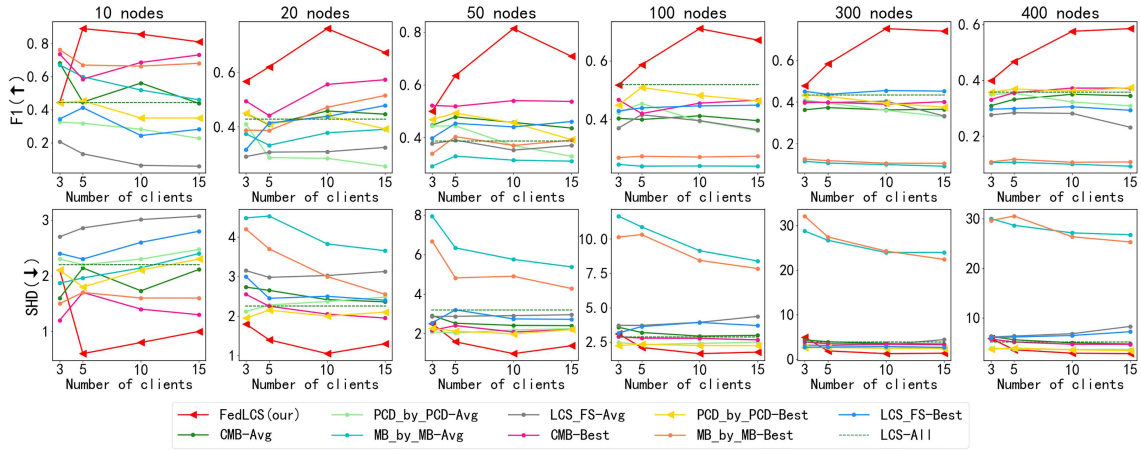 10 nodes 20 nodes 50 nodes 100 nodes 300 nodes 400 nodes
F1(↑)
0.8 0.6 0.4 0.2
0.6 0.4
0.8 0.6 0.4
0.6 0.4
0.6 0.4 0.2
0.6 0.4 0.2
3 5 10 15 3 5 10 15 3 5 10 15 3 5 10 15 3 5 10 15 3 5 10 15
Number of clients Number of clients Number of clients Number of clients Number of clients Number of clients
SHD(↓)
3 2 1
4 3 2 1
8 6 4 2
10.0 7.5 5.0 2.5
30 20 10 0
30 20 10
3 5 10 15 3 5 10 15 3 5 10 15 3 5 10 15 3 5 10 15 3 5 10 15
Number of clients Number of clients Number of clients Number of clients Number of clients Number of clients
FedLCS(our) PCD_by_PCD-Avg LCS_FS-Avg PCD_by_PCD-Best LCS_FS-Best
CMB-Avg MB_by_MB-Avg CMB-Best MB_by_MB-Best LCS-All